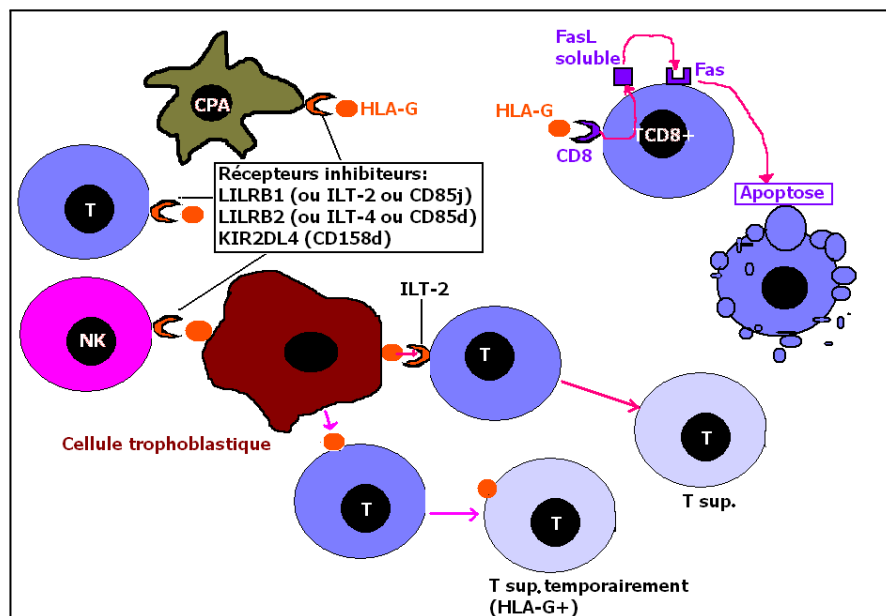 FasL
soluble
Fas
CPA
HLA-G
HLA-G
TCD8+
CD8
Récepteurs inhibiteurs:
LILRB1 (ou ILT-2 ou CD85j)
LILRB2 (ou ILT-4 ou CD85d)
KIR2DL4 (CD158d)
T
Apoptose
ILT-2
NK
T
Cellule trophoblastique
T
T sup.
T
T
T sup.temporairement
(HLA-G+)